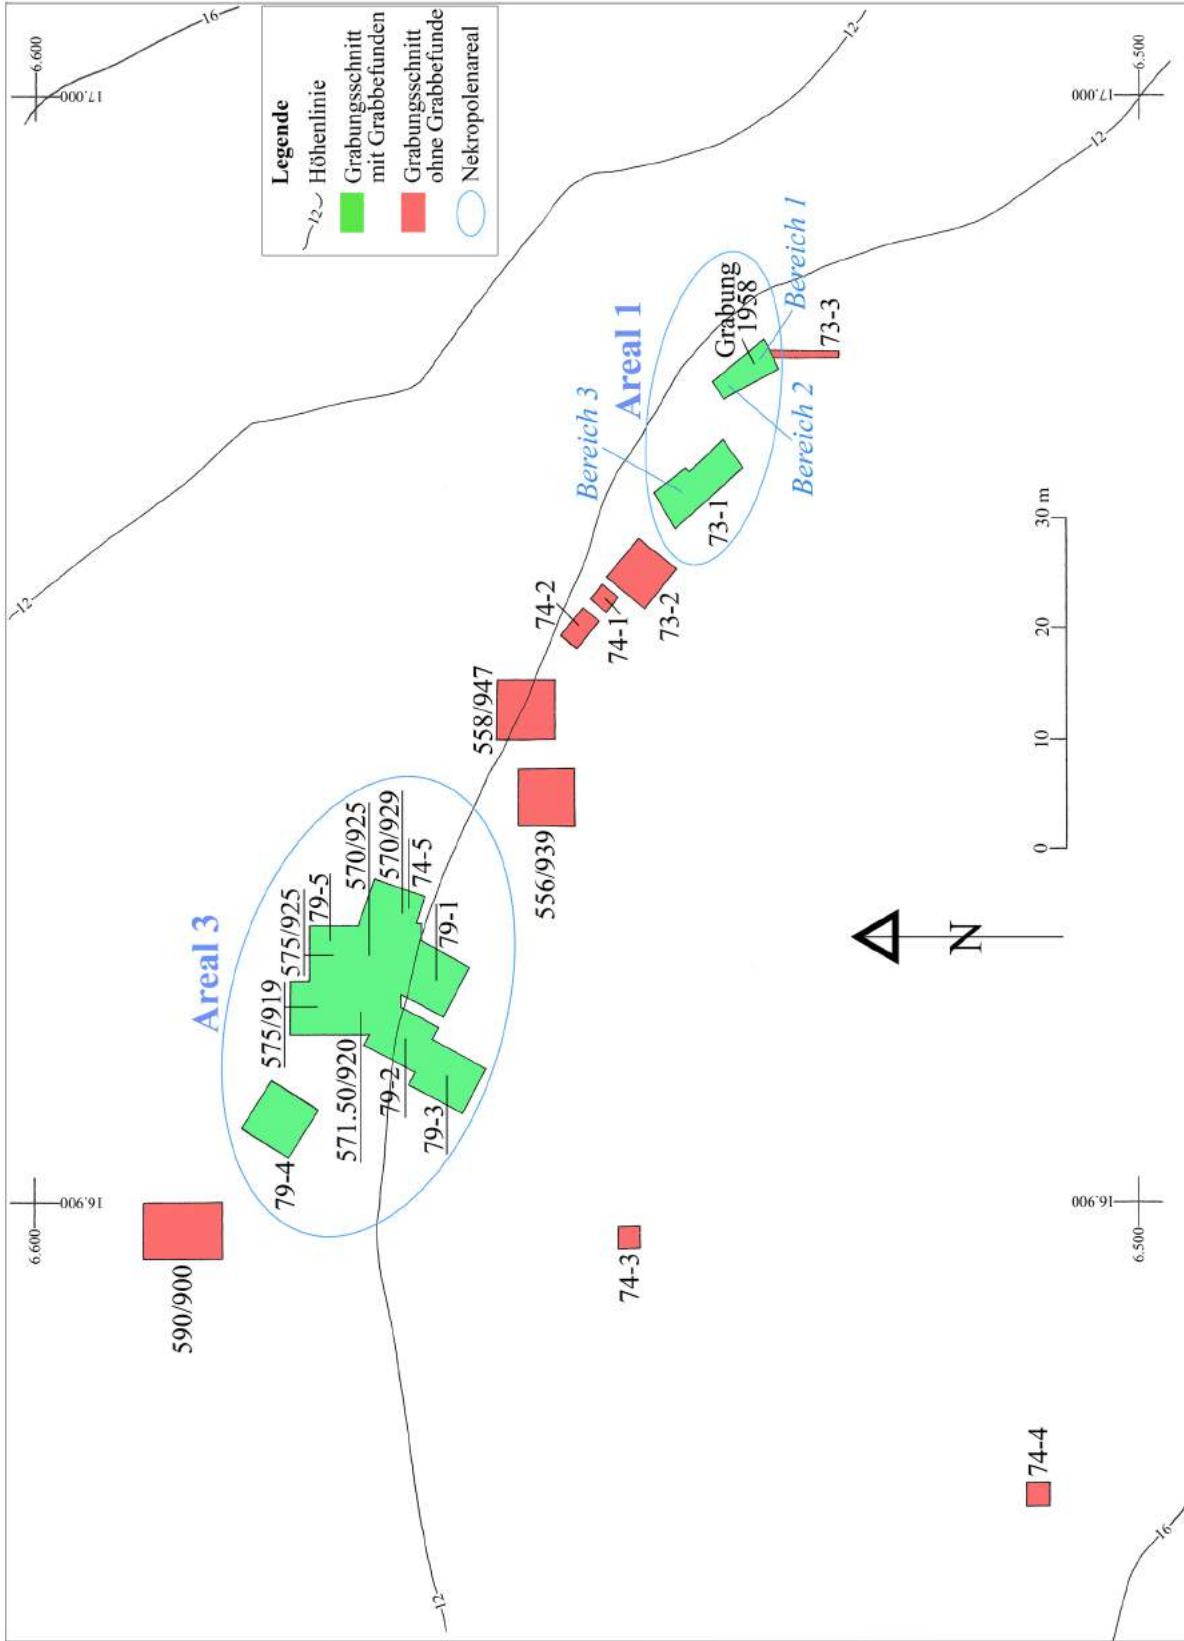 Legende
12 Höhenlinie
Grabungsschnitt
mit Grabbefunden
Grabungsschnitt
ohne Grabbefunde
Nekropolenareal
6.600
16.900
6.600
17.000
16
12
590/900
Areal 3
79-4
575/919
575/925
79-5
571.50/920
570/925
570/929
74-5
79-2
79-1
79-3
12
556/939
558/947
74-2
74-1
73-2
Bereich 3
Areal 1
73-1
Grabung
1958
Bereich 2
Bereich 1
73-3
12
12
74-3
74-4
N
0
10
20
30 m
6.500
16.900
6.500
17.000
16